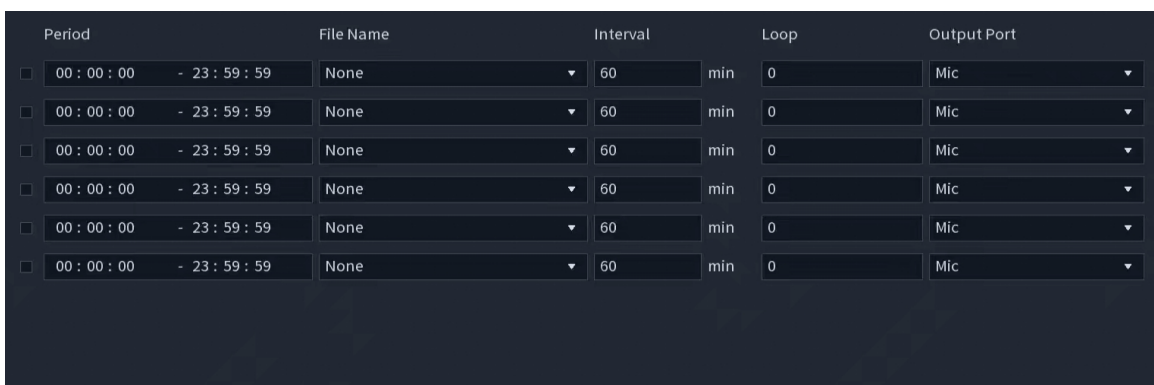 Period File Name Interval Loop Output Port
00 : 00 : 00 - 23 : 59 : 59 None 60 min 0 Mic
00 : 00 : 00 - 23 : 59 : 59 None 60 min 0 Mic
00 : 00 : 00 - 23 : 59 : 59 None 60 min 0 Mic
00 : 00 : 00 - 23 : 59 : 59 None 60 min 0 Mic
00 : 00 : 00 - 23 : 59 : 59 None 60 min 0 Mic
00 : 00 : 00 - 23 : 59 : 59 None 60 min 0 Mic